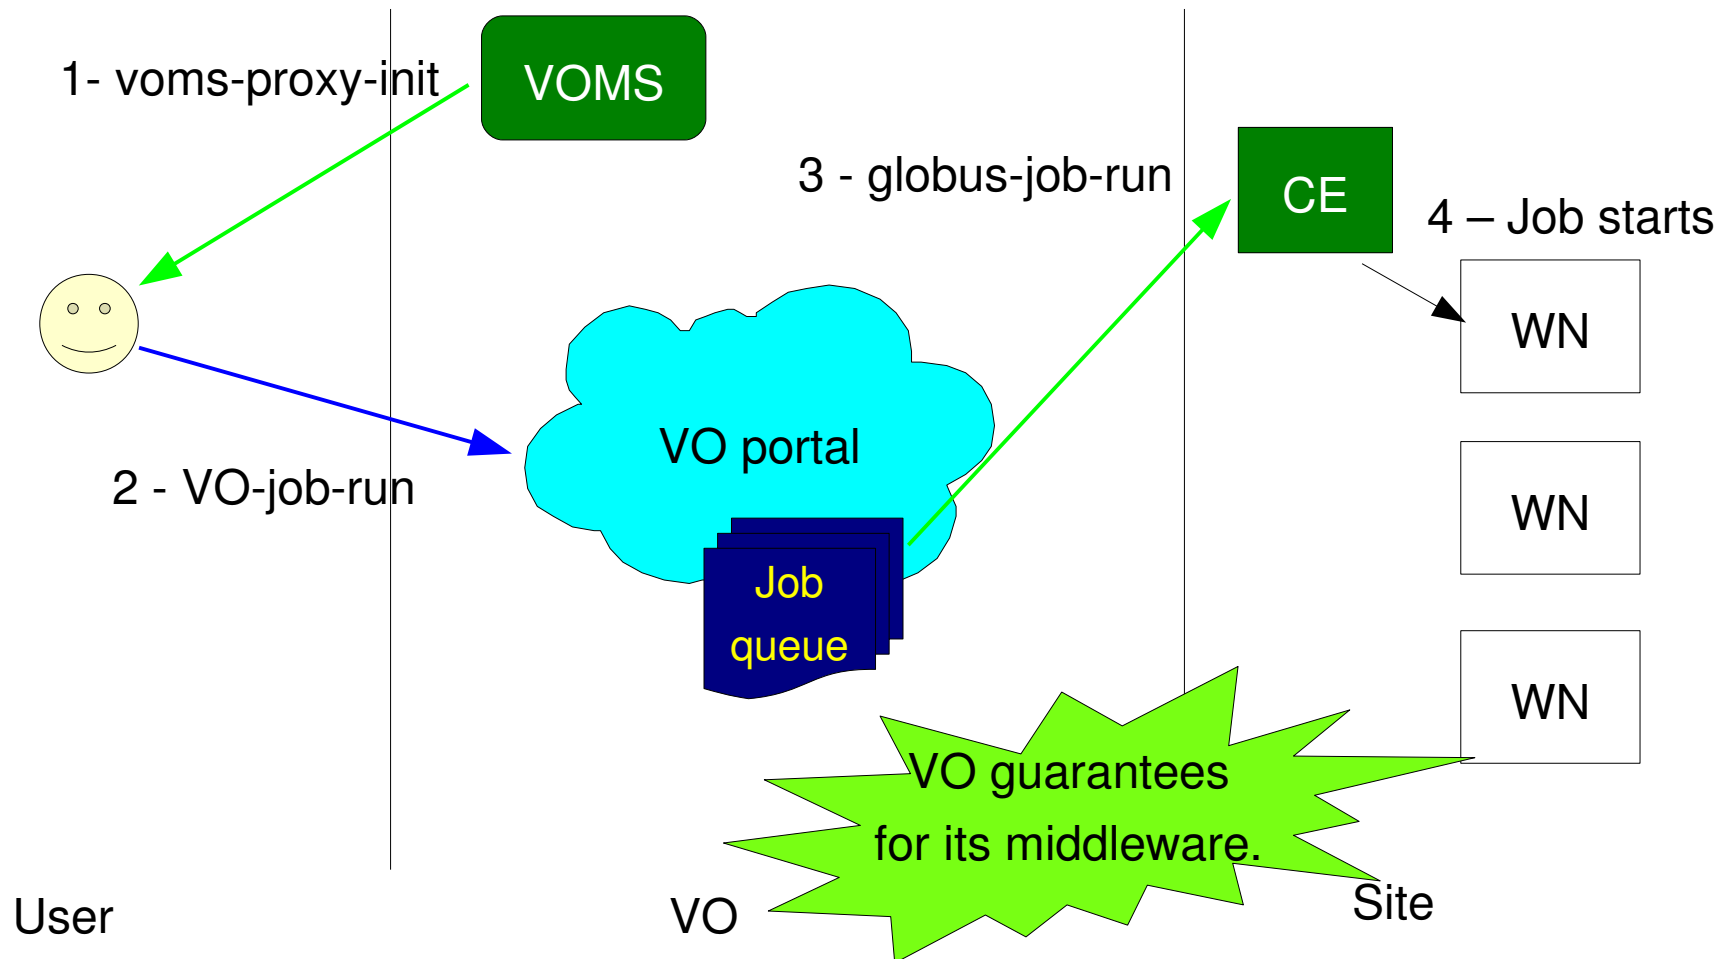 1- voms-proxy-init
VOMS
3 - globus-job-run
CE
4 – Job starts
WN
VO portal
2 - VO-job-run
WN
Job
queue
WN
VO guarantees
for its middleware.
User
VO
Site